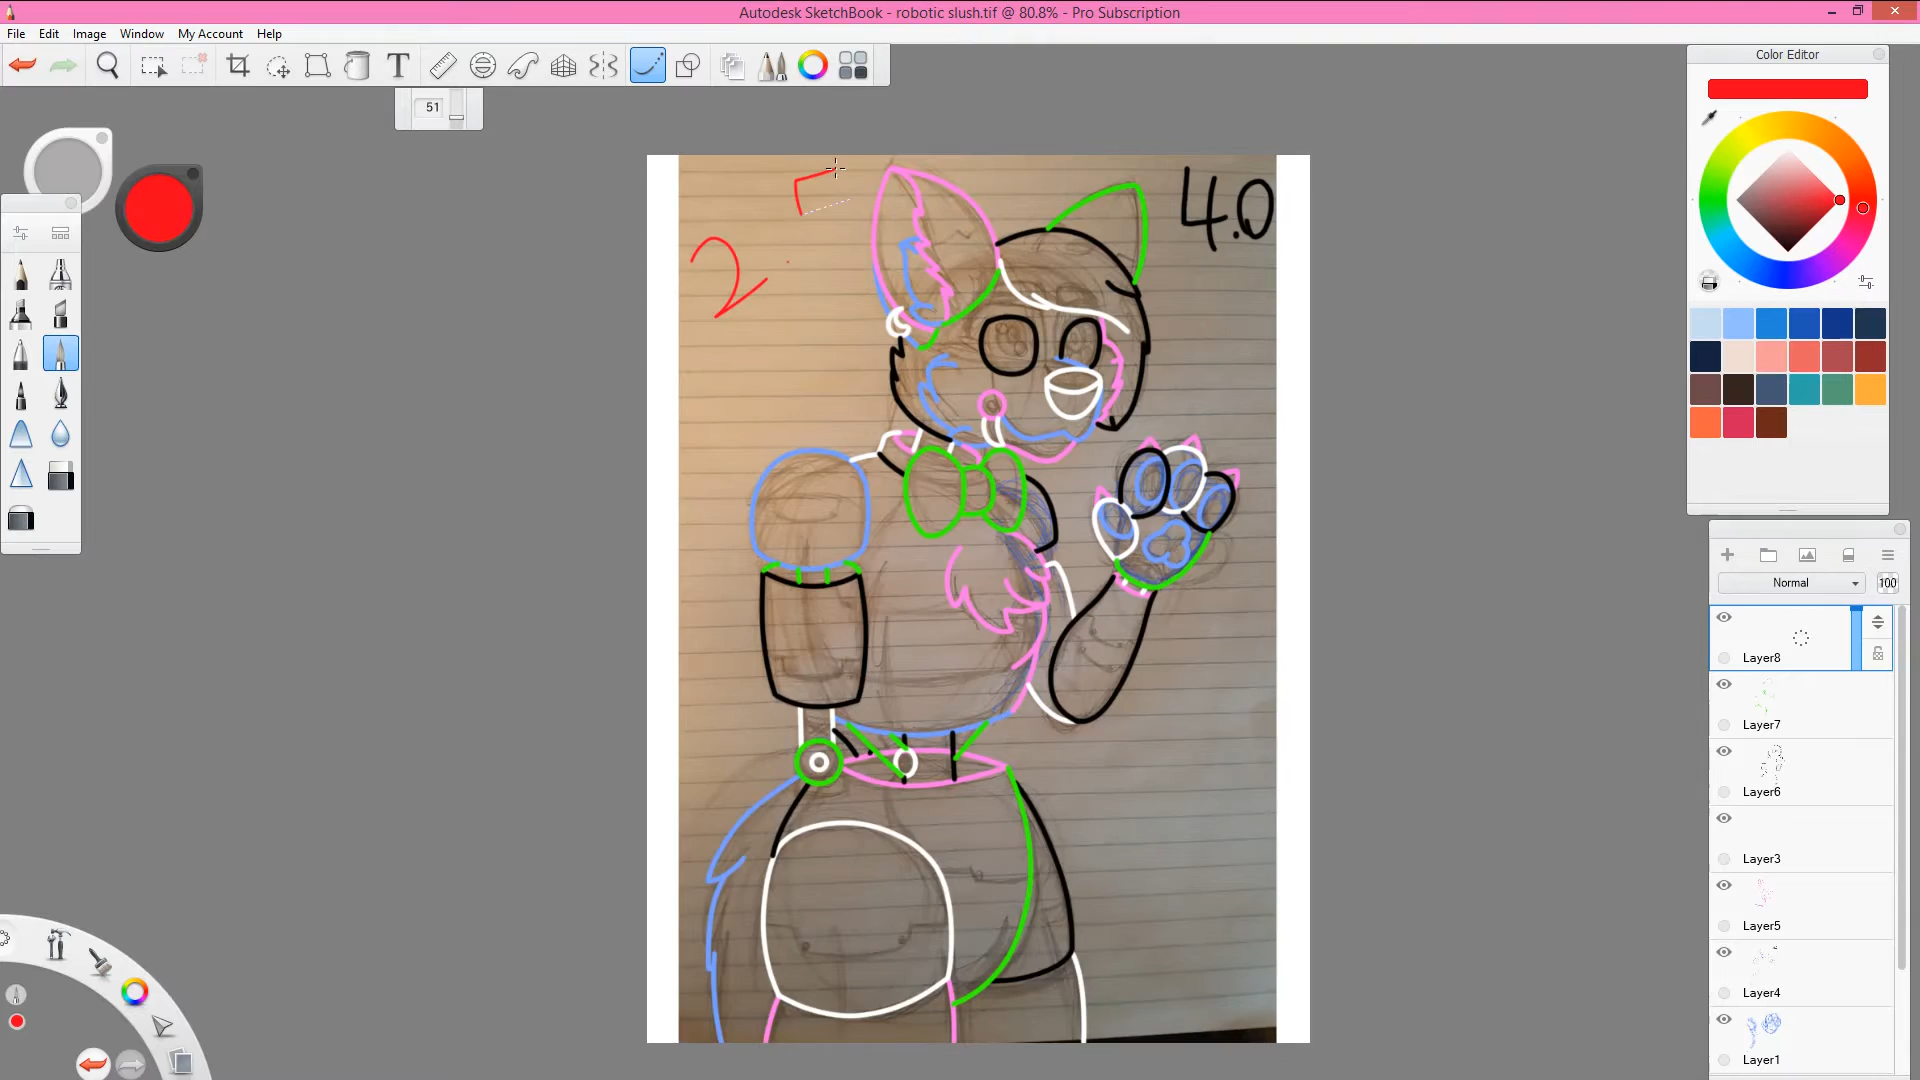 Autodesk SketchBook - robotic slush.tif @ 80.8% - Pro Subscription
File Edit Image Window My Account Help
T
51
Color Editor
4.0
2
Normal
100
Layer8
Layer7
Layer6
Layer3
Layer5
Layer4
Layer1